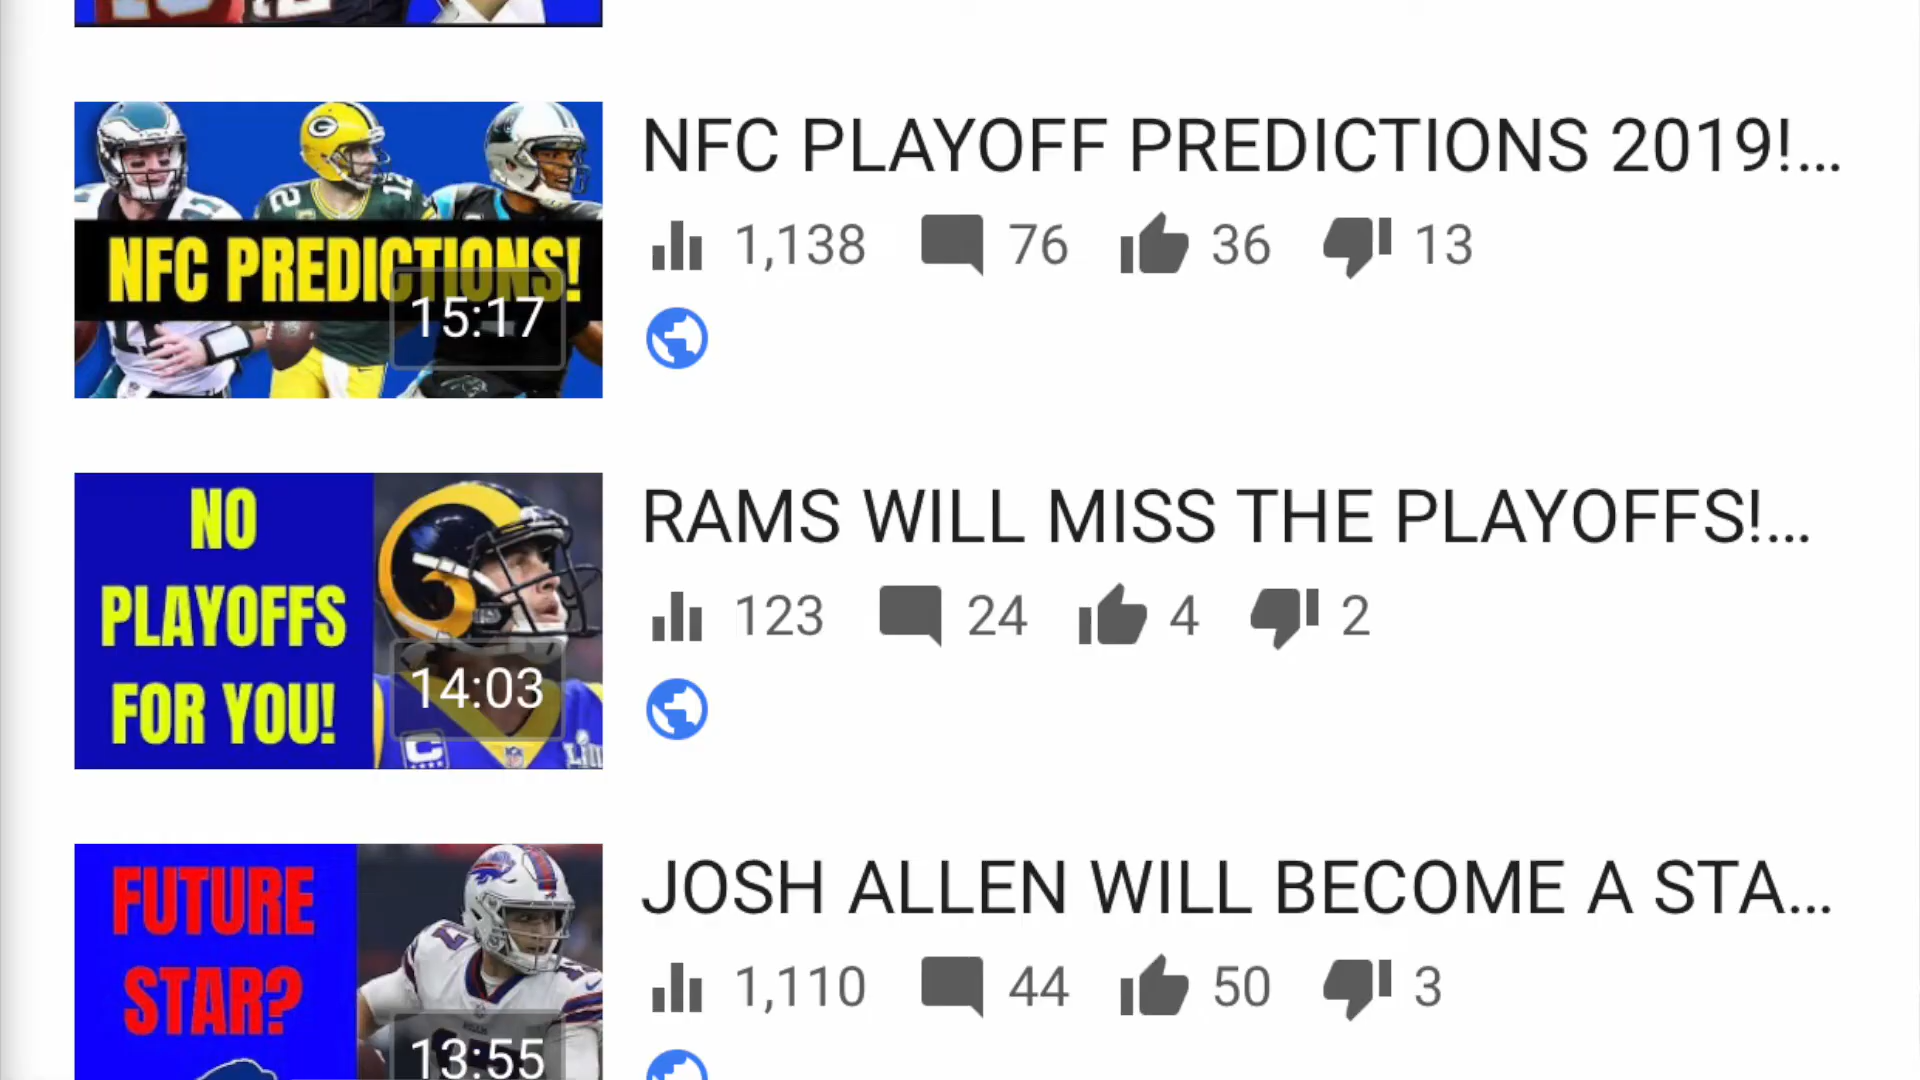 NFC PREDICTIONS!
15:17
NFC PLAYOFF PREDICTIONS 2019!...
1,138 76 36 13
NO
PLAYOFFS
FOR YOU!
14:03
RAMS WILL MISS THE PLAYOFFS!...
123 24 4 2
FUTURE
STAR?
13:55
JOSH ALLEN WILL BECOME A STA...
1,110 44 50 3